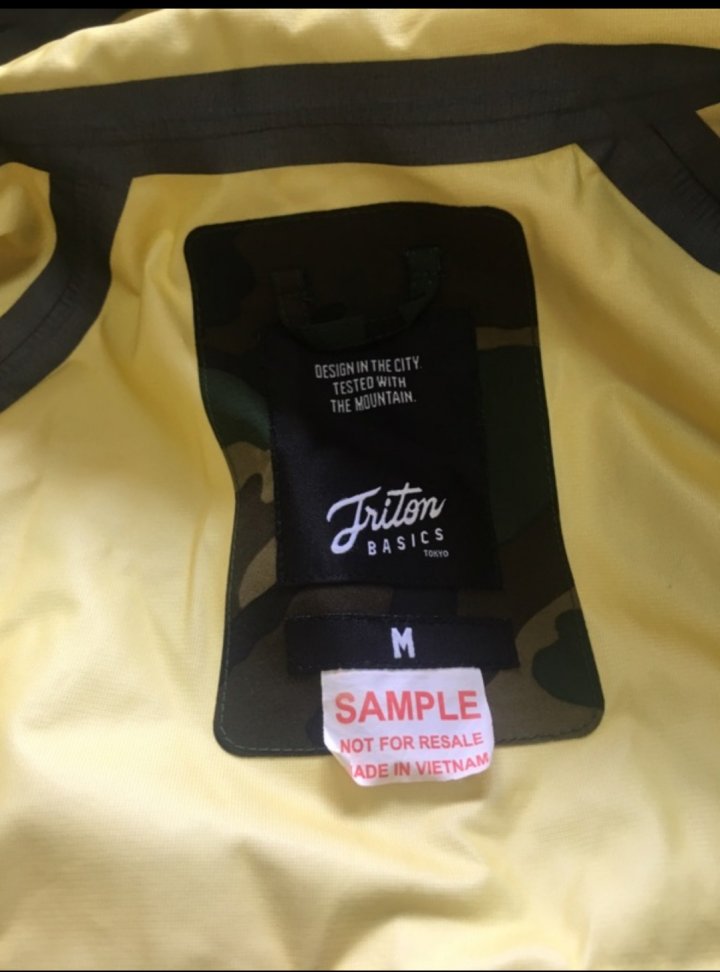 DESIGN IN THE CITY.
TESTED WITH
THE MOUNTAIN.
Triton
BASICS
TOKYO
M
SAMPLE
NOT FOR RESALE
ADE IN VIETNAM